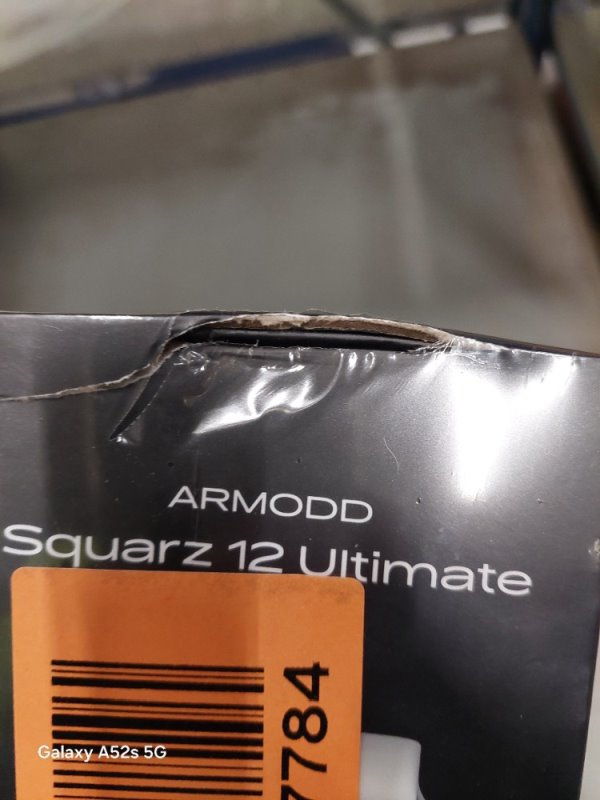 ARMODD
Squarz 12 Ultimate
7784
Galaxy A52s 5G